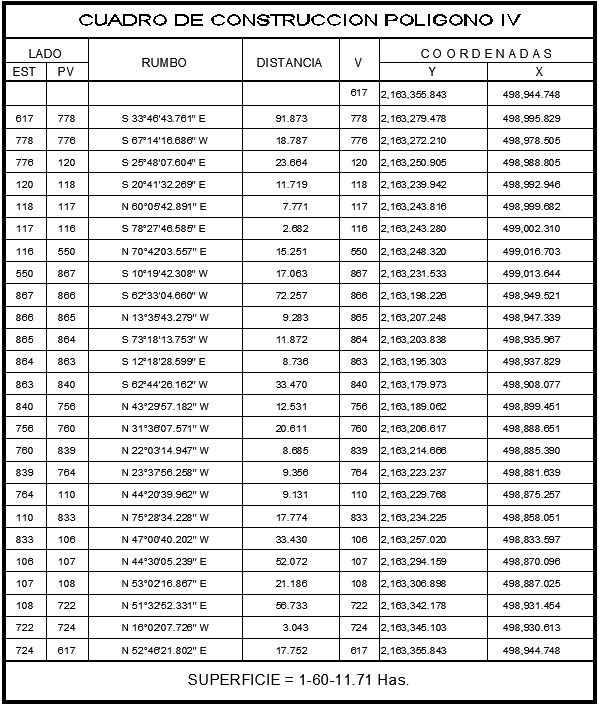 CUADRO DE CONSTRUCCION POLIGONO IV
LADO RUMBO DISTANCIA V COORDENADAS
EST PV Y X
617 2,163,355.843 498,944.748
617 778 S 33°46'43.761" E 91.873 778 2,163,279.478 498,995.829
778 776 S 67°14'16.686" W 18.787 776 2,163,272.210 498,978.505
776 120 S 25°48'07.604" E 23.664 120 2,163,250.905 498,988.805
120 118 S 20°41'32.269" E 11.719 118 2,163,239.942 498,992.946
118 117 N 60°05'42.891" E 7.771 117 2,163,243.816 498,999.682
117 116 S 78°27'46.585" E 2.682 116 2,163,243.280 499,002.310
116 550 N 70°42'03.557" E 15.251 550 2,163,248.320 499,016.703
550 867 S 10°19'42.308" W 17.063 867 2,163,231.533 499,013.644
867 866 S 62°33'04.660" W 72.257 866 2,163,198.226 498,949.521
866 865 N 13°35'43.279" W 9.283 865 2,163,207.248 498,947.339
865 864 S 73°18'13.753" W 11.872 864 2,163,203.838 498,935.967
864 863 S 12°18'28.599" E 8.736 863 2,163,195.303 498,937.829
863 840 S 62°44'26.162" W 33.470 840 2,163,179.973 498,908.077
840 756 N 43°29'57.182" W 12.531 756 2,163,189.062 498,899.451
756 760 N 31°36'07.571" W 20.611 760 2,163,206.617 498,888.651
760 839 N 22°03'14.947" W 8.685 839 2,163,214.666 498,885.390
839 764 N 23°37'56.258" W 9.356 764 2,163,223.237 498,881.639
764 110 N 44°20'39.962" W 9.131 110 2,163,229.768 498,875.257
110 833 N 75°28'34.228" W 17.774 833 2,163,234.225 498,858.051
833 106 N 47°00'40.202" W 33.430 106 2,163,257.020 498,833.597
106 107 N 44°30'05.239" E 52.072 107 2,163,294.159 498,870.096
107 108 N 53°02'16.867" E 21.186 108 2,163,306.898 498,887.025
108 722 N 51°32'52.331" E 56.733 722 2,163,342.178 498,931.454
722 724 N 16°02'07.726" W 3.043 724 2,163,345.103 498,930.613
724 617 N 52°46'21.802" E 17.752 617 2,163,355.843 498,944.748
SUPERFICIE = 1-60-11.71 Has.